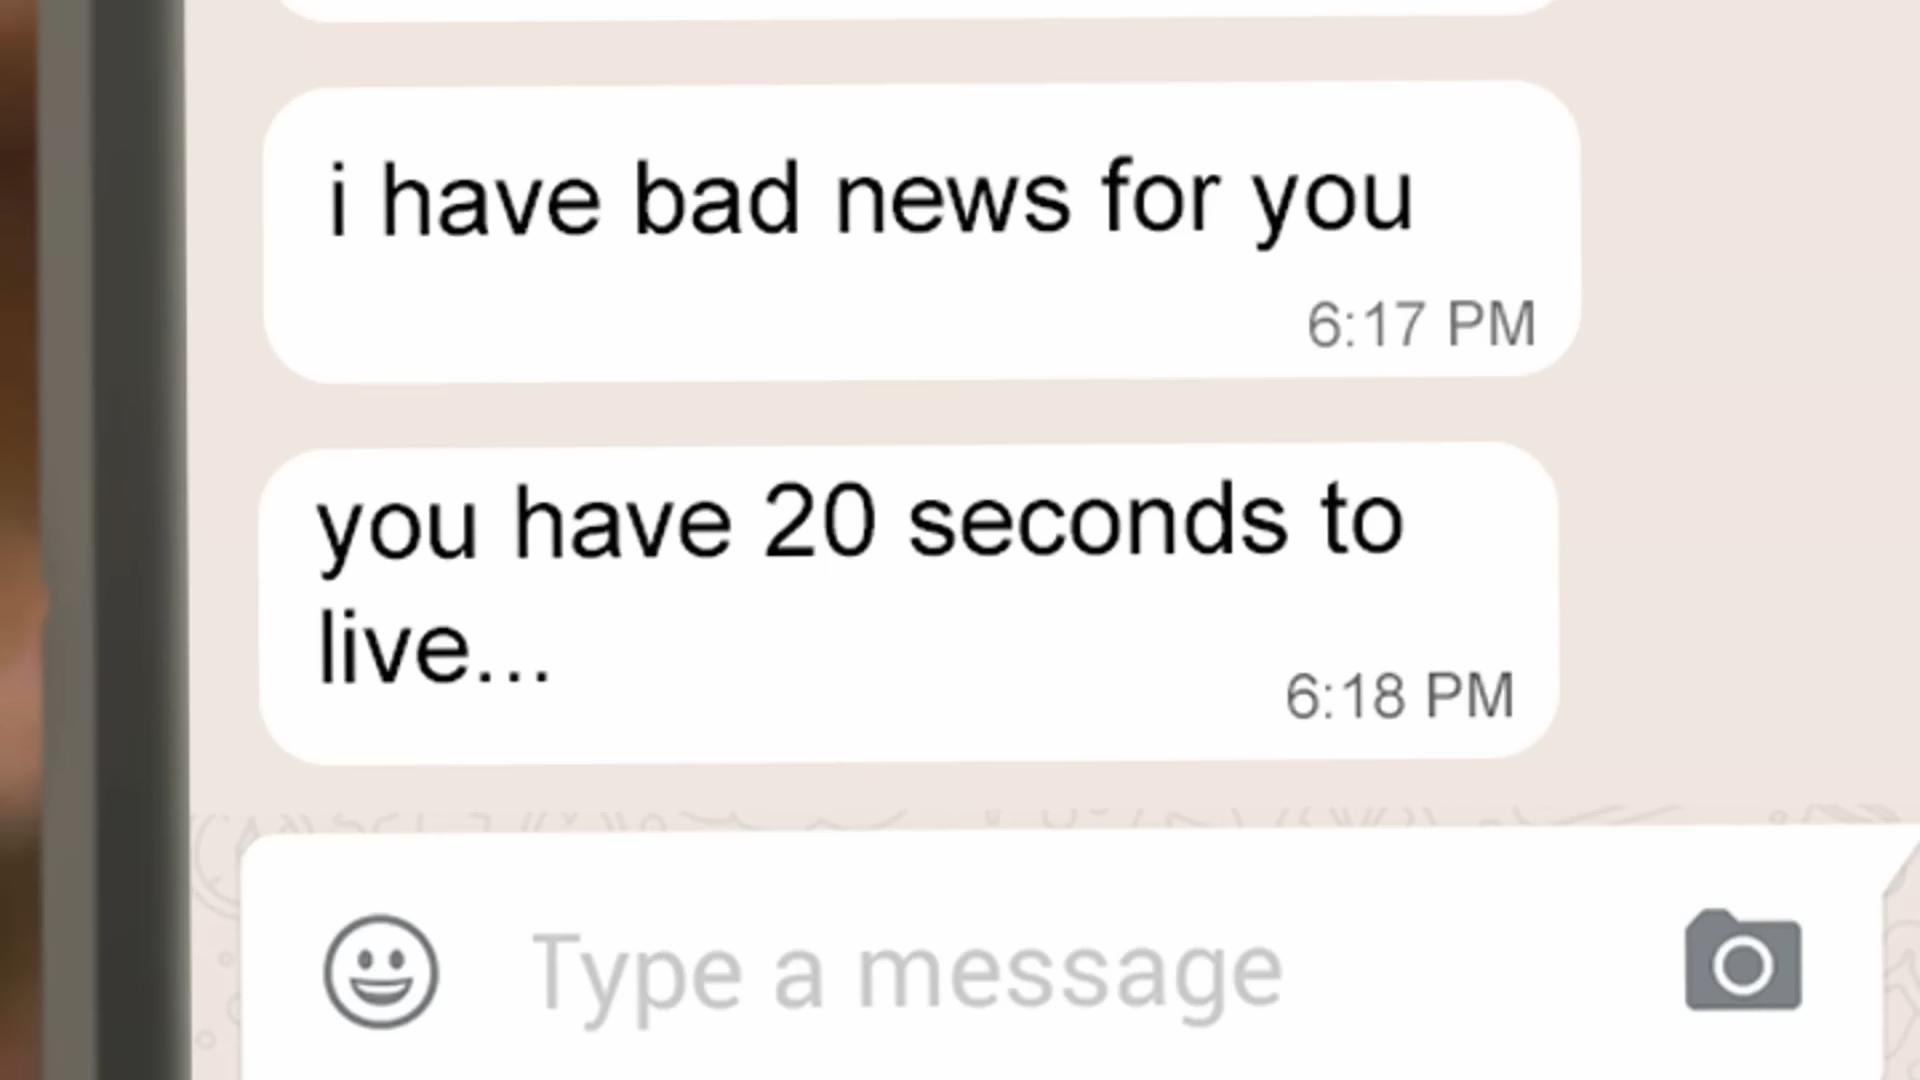 i have bad news for you
6:17 PM
you have 20 seconds to
live...
6:18 PM
Type a message